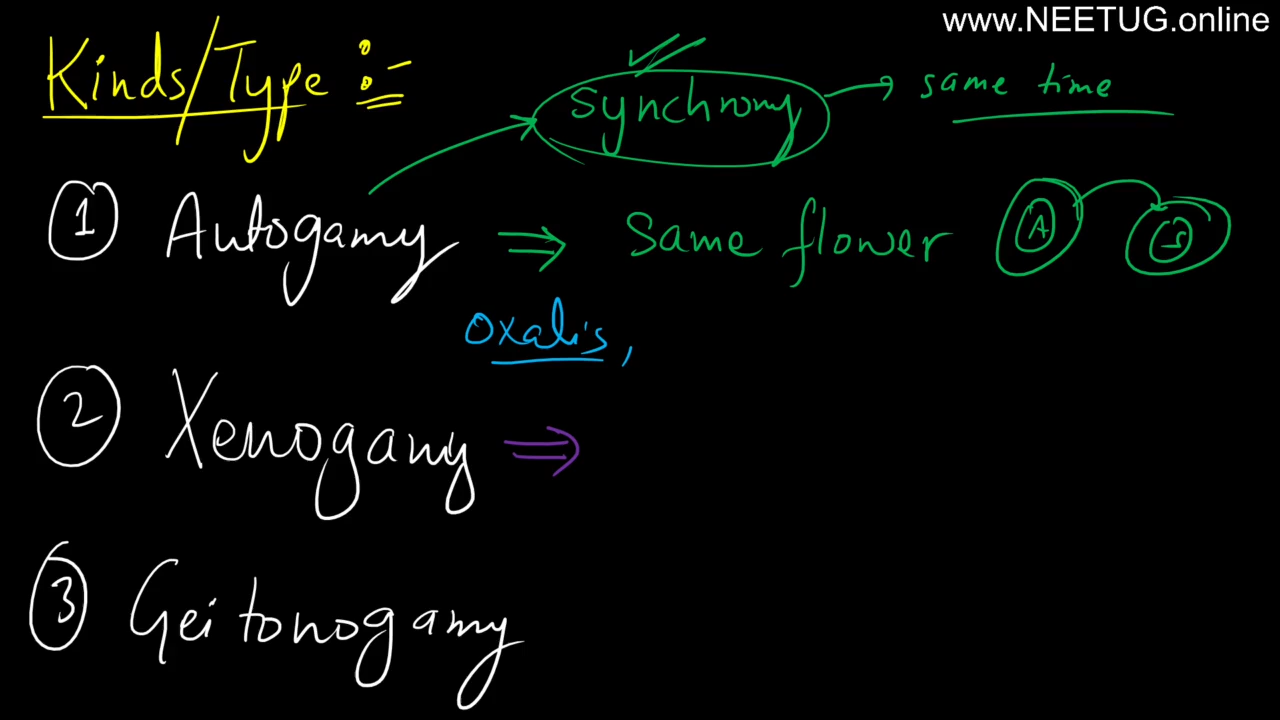 www.NEETUG.online
Kinds/Type :-
synchrony → same time
① Autogamy ⇒ Same flower A S
oxalis,
② Xenogamy ⇒
③ Geitonogamy